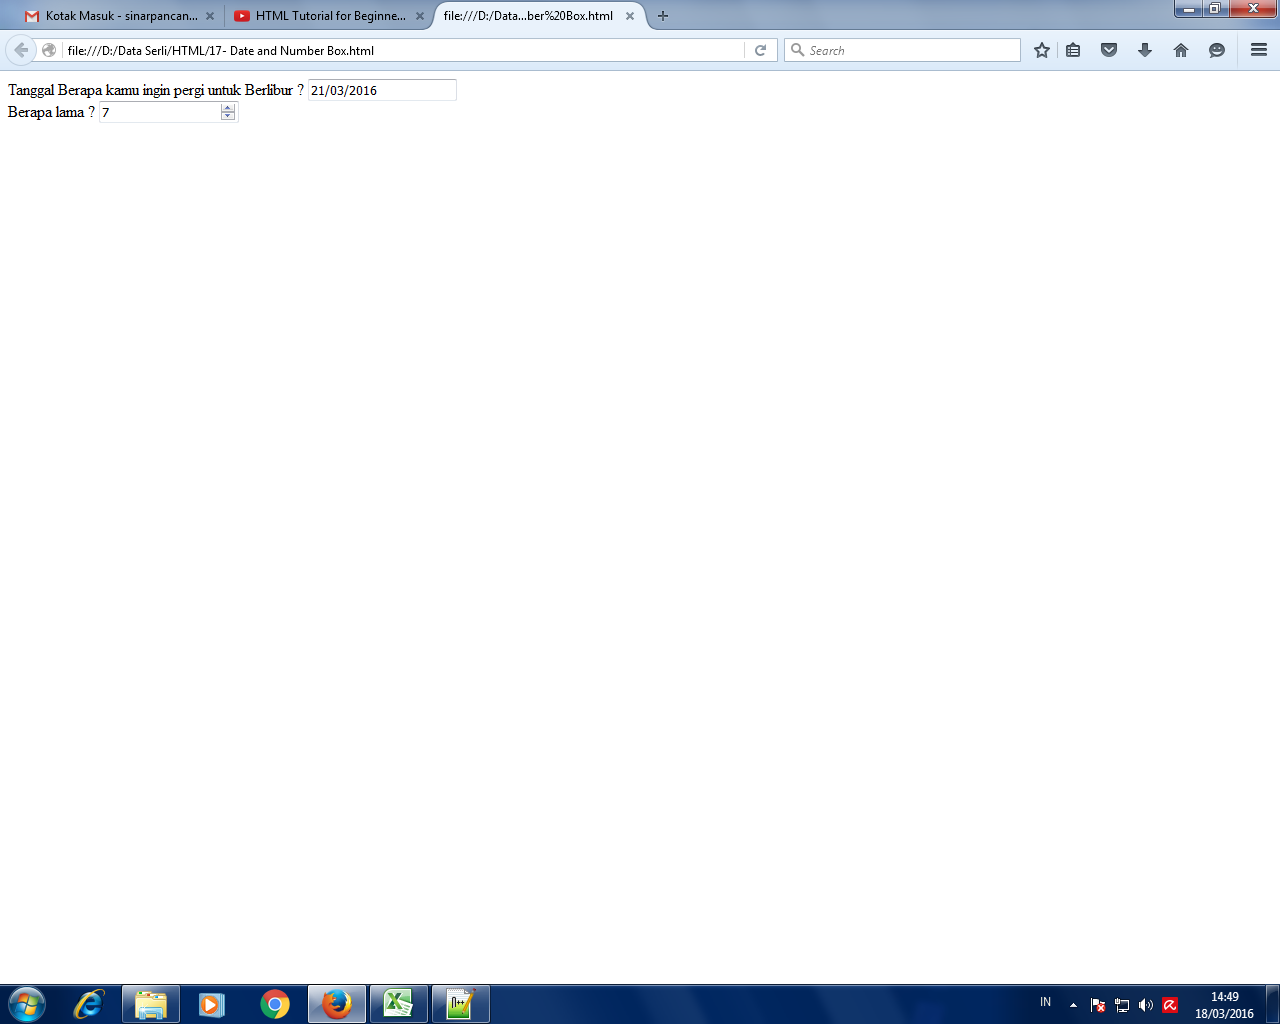 Kotak Masuk - sinarpancan...
HTML Tutorial for Beginne...
file:///D:/Data...ber%20Box.html
file:///D:/Data Serli/HTML/17- Date and Number Box.html
Search
Tanggal Berapa kamu ingin pergi untuk Berlibur ? 21/03/2016
Berapa lama ? 7
IN
14:49
18/03/2016